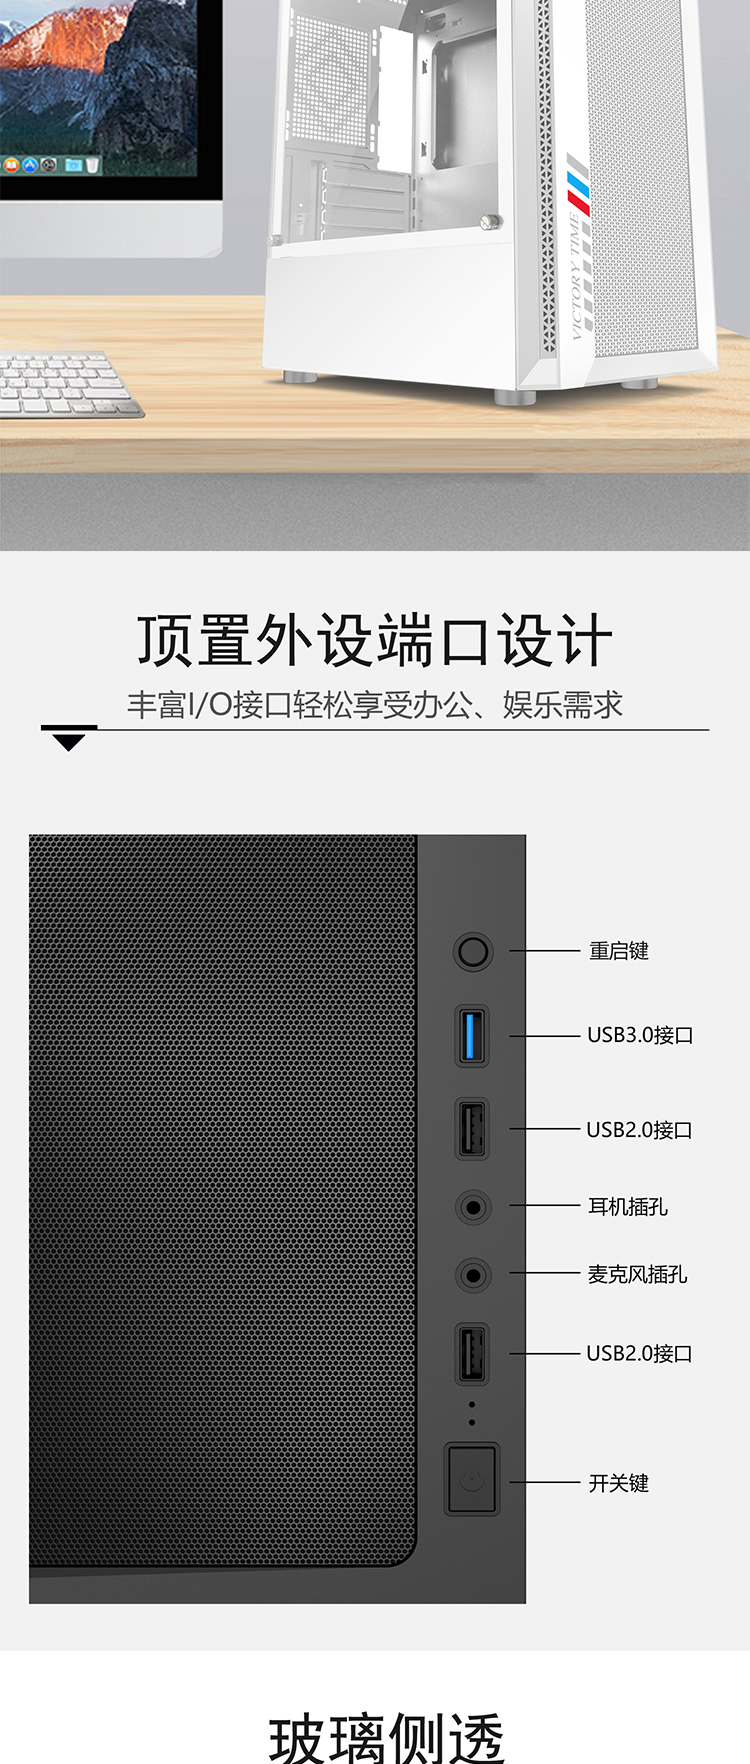 VICTORY TIME
顶置外设端口设计
丰富I/O接口轻松享受办公、娱乐需求
重启键
USB3.0接口
USB2.0接口
耳机插孔
麦克风插孔
USB2.0接口
开关键
玻璃侧透